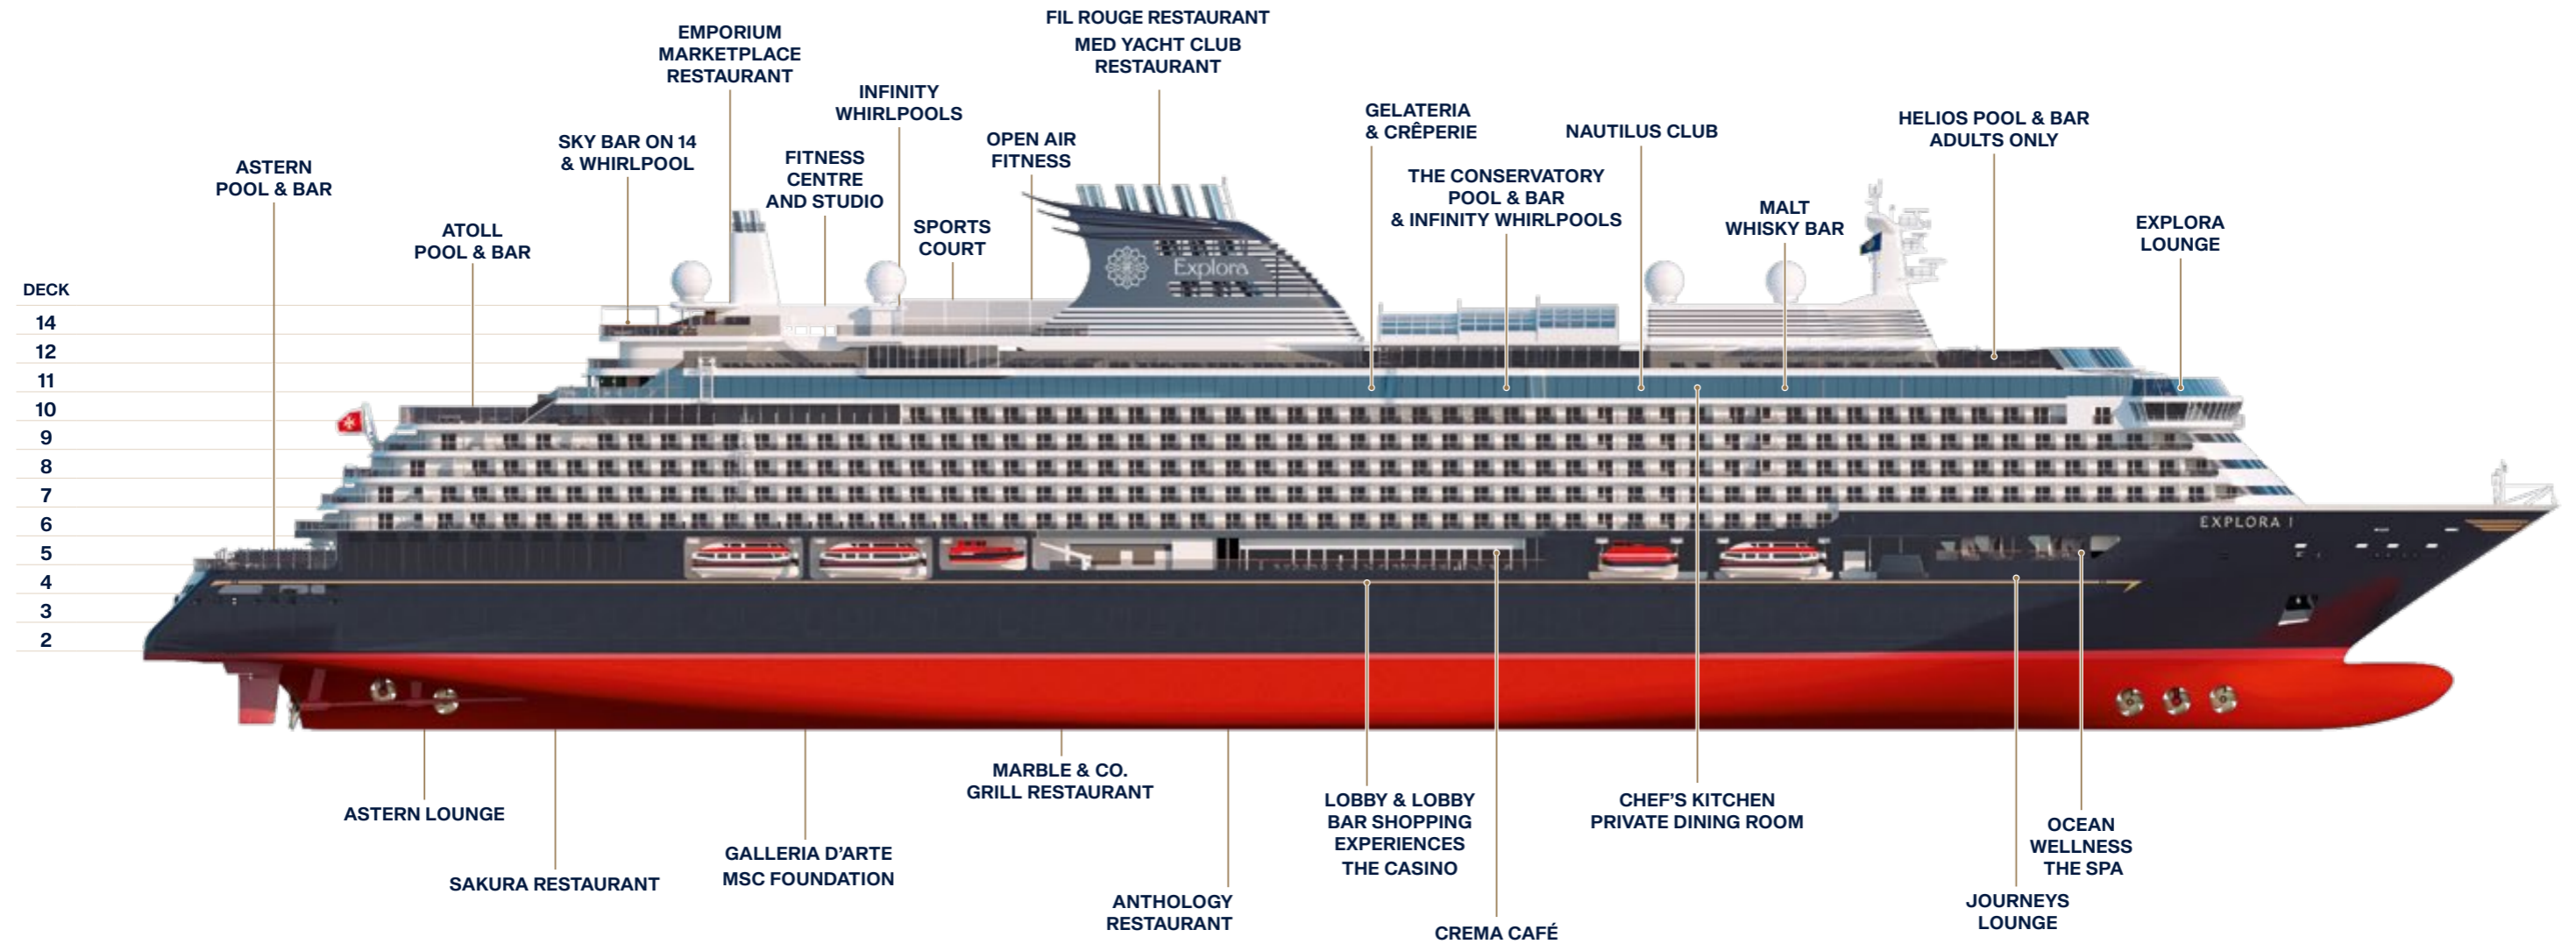 FIL ROUGE RESTAURANT
MED YACHT CLUB
RESTAURANT
EMPORIUM
MARKETPLACE
RESTAURANT
INFINITY
WHIRLPOOLS
GELATERIA
& CRÊPERIE
NAUTILUS CLUB
HELIOS POOL & BAR
ADULTS ONLY
SKY BAR ON 14
& WHIRLPOOL
OPEN AIR
FITNESS
ASTERN
POOL & BAR
FITNESS
CENTRE
AND STUDIO
THE CONSERVATORY
POOL & BAR
& INFINITY WHIRLPOOLS
MALT
WHISKY BAR
ATOLL
POOL & BAR
SPORTS
COURT
EXPLORA
LOUNGE
Explora
DECK
14
12
11
10
9
8
7
6
5
4
3
2
EXPLORA I
ASTERN LOUNGE
SAKURA RESTAURANT
GALLERIA D'ARTE
MSC FOUNDATION
MARBLE & CO.
GRILL RESTAURANT
ANTHOLOGY
RESTAURANT
LOBBY & LOBBY
BAR SHOPPING
EXPERIENCES
THE CASINO
CREMA CAFÉ
CHEF'S KITCHEN
PRIVATE DINING ROOM
JOURNEYS
LOUNGE
OCEAN
WELLNESS
THE SPA